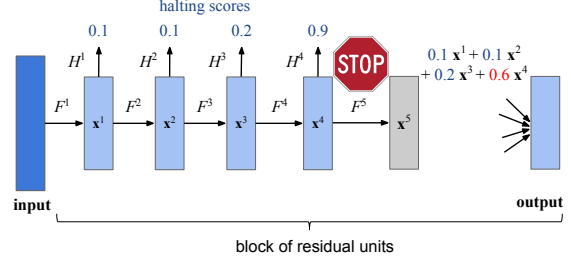 halting scores
0.1 0.1 0.2 0.9
H¹ H² H³ H⁴
STOP
0.1 x¹ + 0.1 x²
+ 0.2 x³ + 0.6 x⁴
F¹ F² F³ F⁴ F⁵
x¹ x² x³ x⁴ x⁵
input output
block of residual units